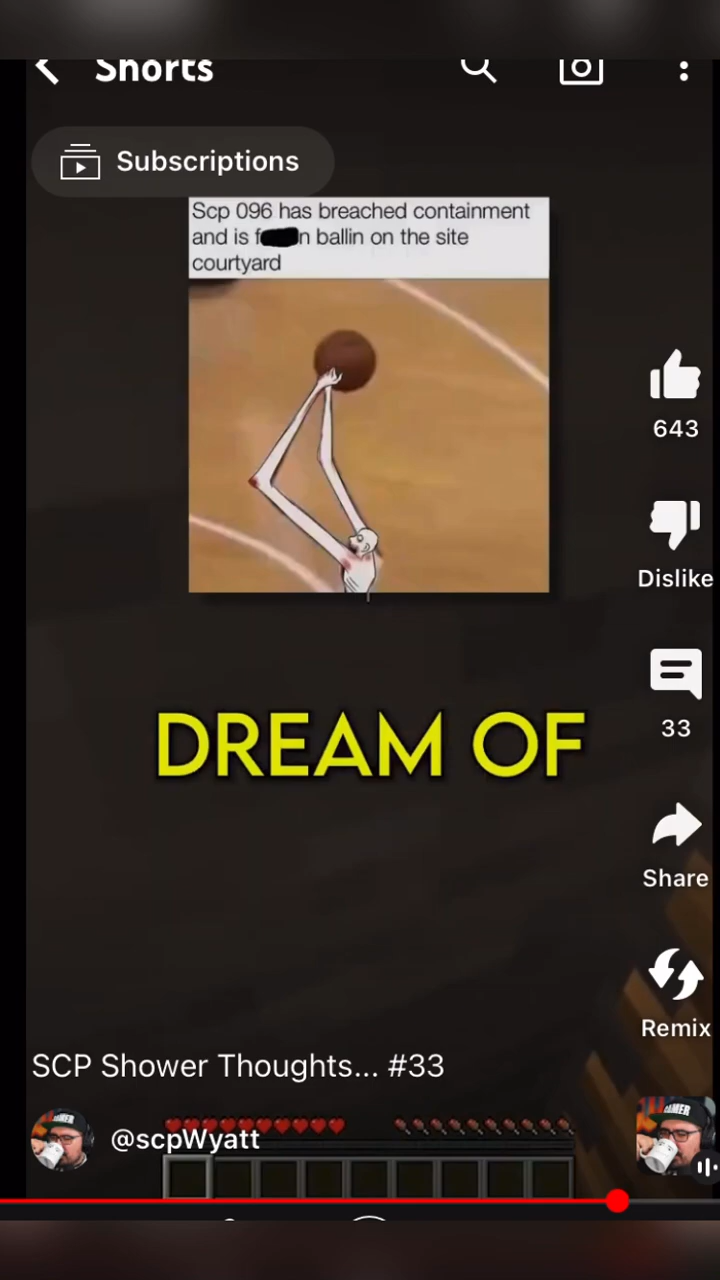 Shorts
Subscriptions
Scp 096 has breached containment
and is f n ballin on the site
courtyard
643
Dislike
DREAM OF
33
Share
Remix
SCP Shower Thoughts... #33
@scpWyatt